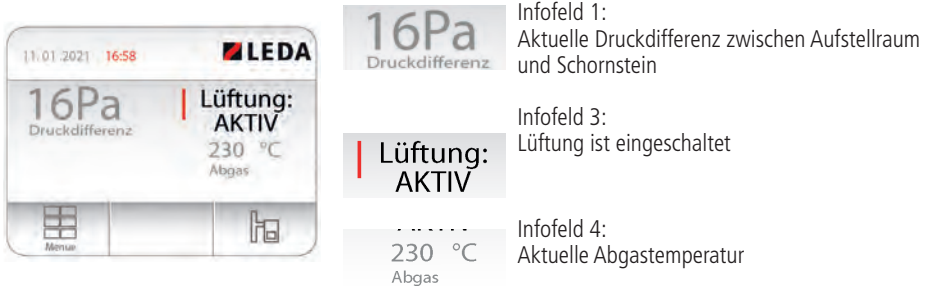 11.01.2021 16:58
LEDA
16Pa
Druckdifferenz
Lüftung:
AKTIV
230 °C
Abgas
Menue
16Pa
Druckdifferenz
Infofeld 1:
Aktuelle Druckdifferenz zwischen Aufstellraum
und Schornstein
Lüftung:
AKTIV
Infofeld 3:
Lüftung ist eingeschaltet
230 °C
Abgas
Infofeld 4:
Aktuelle Abgastemperatur